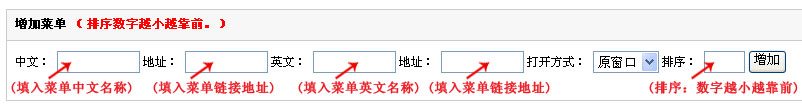 增加菜单 （ 排序数字越小越靠前。）
中文： 地址： 英文： 地址： 打开方式： 原窗口 排序： 增加
(填入菜单中文名称) (填入菜单链接地址) (填入菜单英文名称) (填入菜单链接地址) (排序：数字越小越靠前)